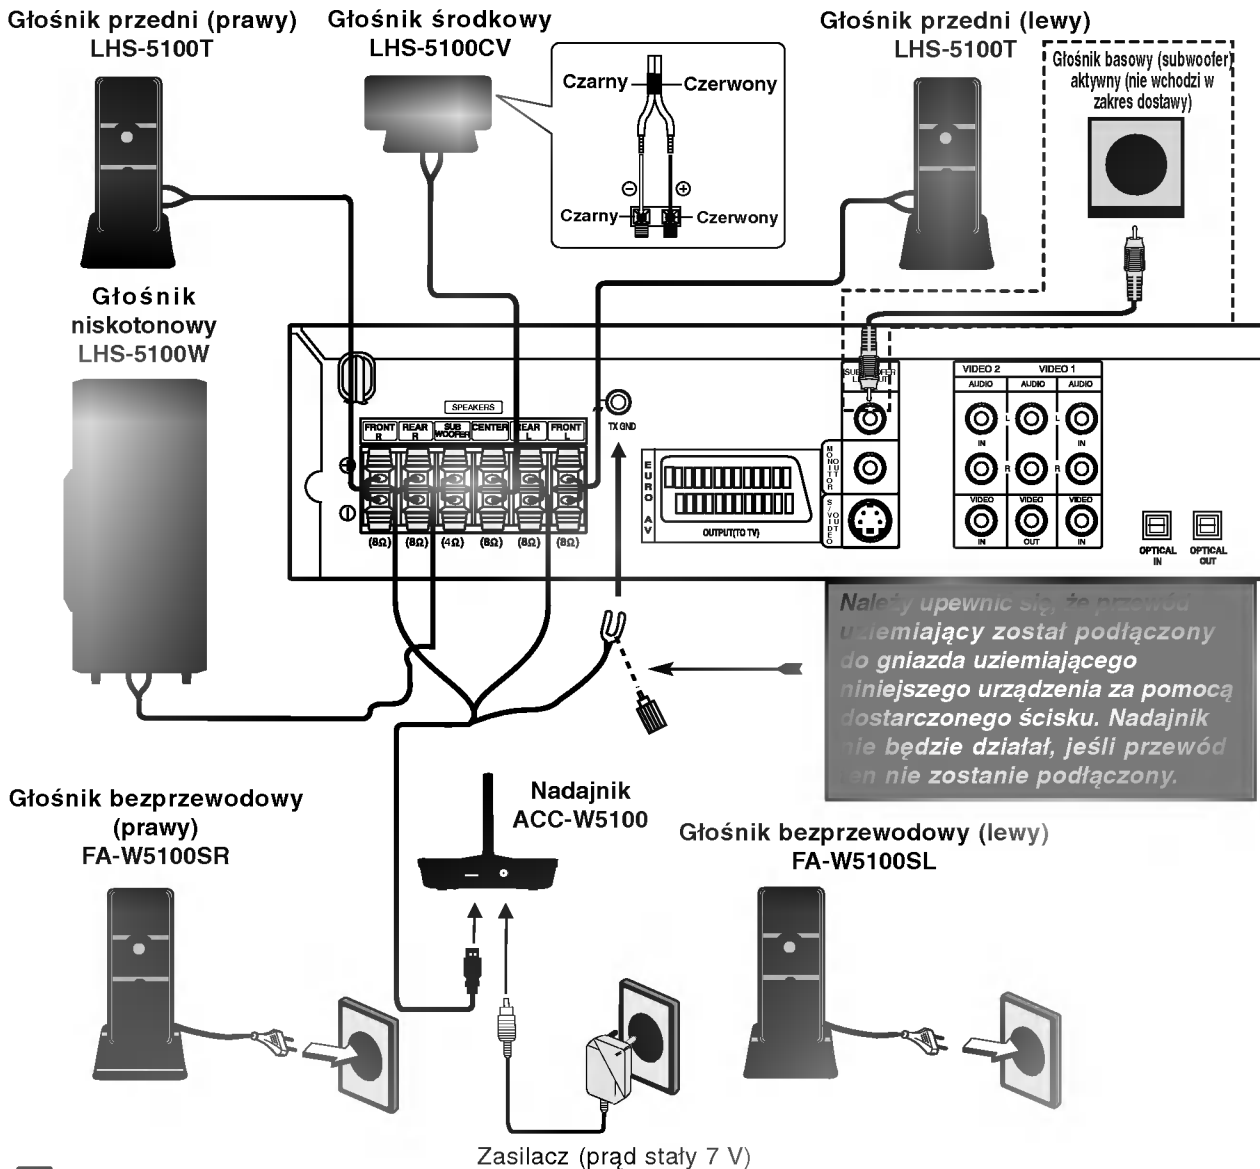 Głośnik przedni (prawy)
LHS-5100T
Głośnik środkowy
LHS-5100CV
Głośnik przedni (lewy)
LHS-5100T
Głośnik basowy (subwoofer)
aktywny (nie wchodzi w
zakres dostawy)
Czarny
Czerwony
Czarny
Czerwony
Głośnik
niskotonowy
LHS-5100W
SPEAKERS
FRONT
R
REAR
R
SUB
WOOFER
CENTER
REAR
L
FRONT
L
(8Ω)
(8Ω)
(4Ω)
(8Ω)
(8Ω)
(8Ω)
TX GND
EURO AV
OUTPUT(TO TV)
MONITOR
OUT
S/VIDEO
OUT
VIDEO 2
VIDEO 1
AUDIO
AUDIO
AUDIO
L
L
IN
IN
R
R
VIDEO
VIDEO
VIDEO
IN
OUT
IN
OPTICAL
IN
OPTICAL
OUT
Należy upewnic się, że przewód
uziemiający został podłączony
do gniazda uziemiającego
niniejszego urządzenia za pomocą
dostarczonego ścisku. Nadajnik
nie będzie działał, jeśli przewód
ten nie zostanie podłączony.
Głośnik bezprzewodowy
(prawy)
FA-W5100SR
Nadajnik
ACC-W5100
Głośnik bezprzewodowy (lewy)
FA-W5100SL
Zasilacz (prąd stały 7 V)